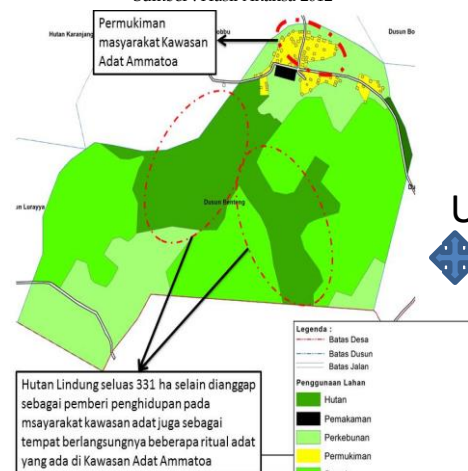 Permukiman
masyarakat Kawasan
Adat Ammatoa
Hutan Karanjang
Dusun Bo
Dusun Benteng
n Lurayya
U
Hutan Lindung seluas 331 ha selain dianggap
sebagai pemberi penghidupan pada
msayarakat kawasan adat juga sebagai
tempat berlangsungnya beberapa ritual adat
yang ada di Kawasan Adat Ammatoa
Legenda :
Batas Desa
Batas Dusun
Batas Jalan
Penggunaan Lahan
Hutan
Pemakaman
Perkebunan
Permukiman